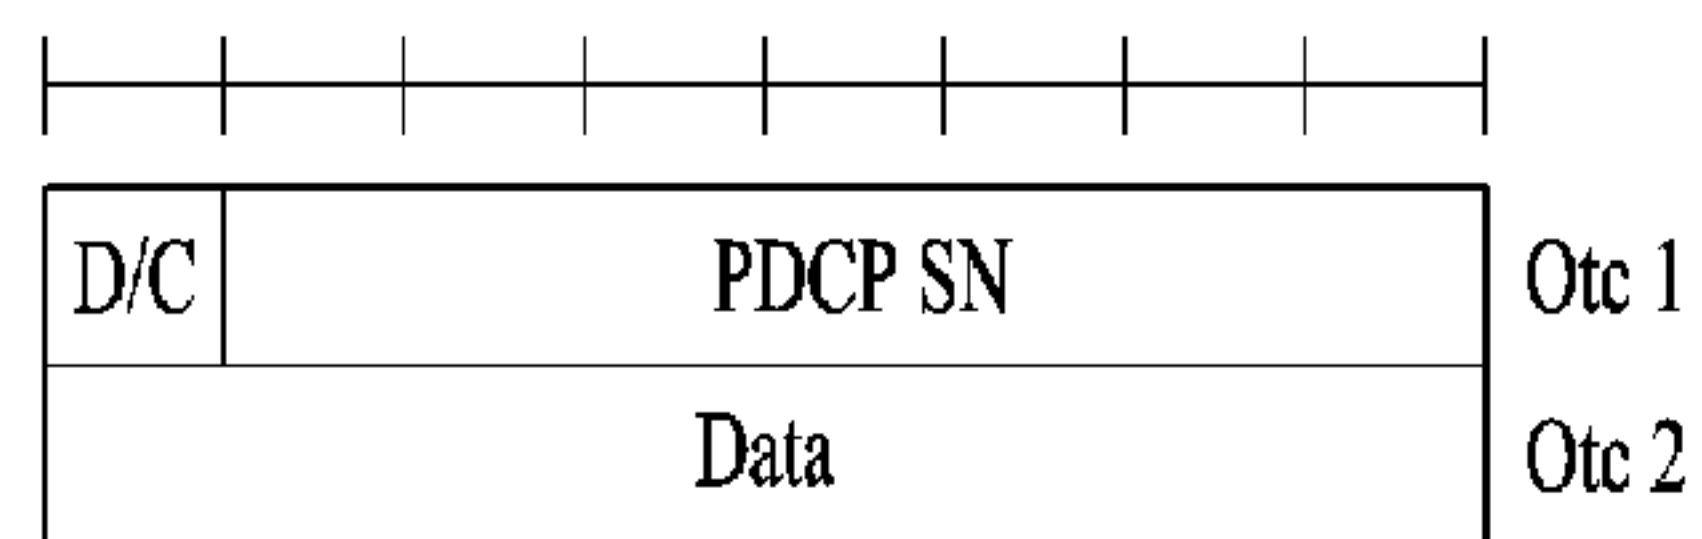 D/C PDCP SN Otc 1
Data Otc 2